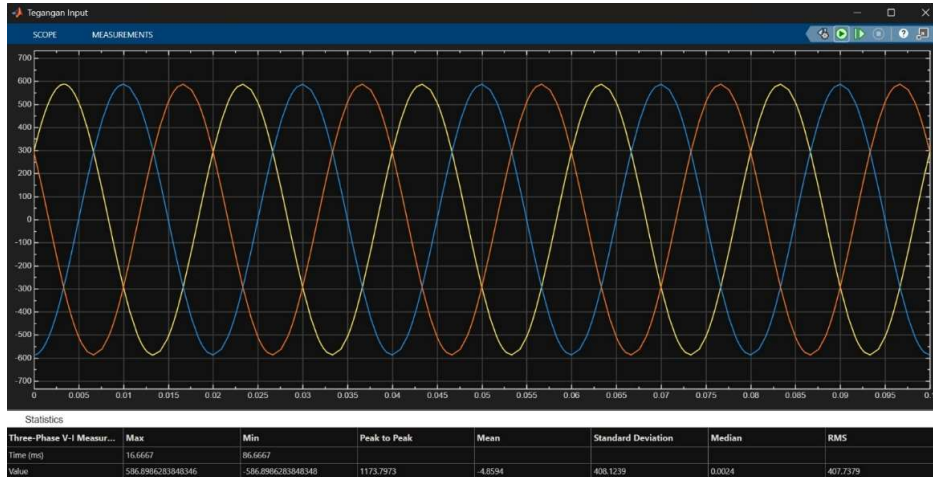 Tegangan Input
SCOPE MEASUREMENTS
700
600
500
400
300
200
100
0
-100
-200
-300
-400
-500
-600
-700
0 0.005 0.01 0.015 0.02 0.025 0.03 0.035 0.04 0.045 0.05 0.055 0.06 0.065 0.07 0.075 0.08 0.085 0.09 0.095 0.
Statistics
Three-Phase V-I Measur... Max Min Peak to Peak Mean Standard Deviation Median RMS
Time (ms) 16.6667 86.6667
Value 586.8986283848346 -586.8986283848348 1173.7973 -4.8594 408.1239 0.0024 407.7379